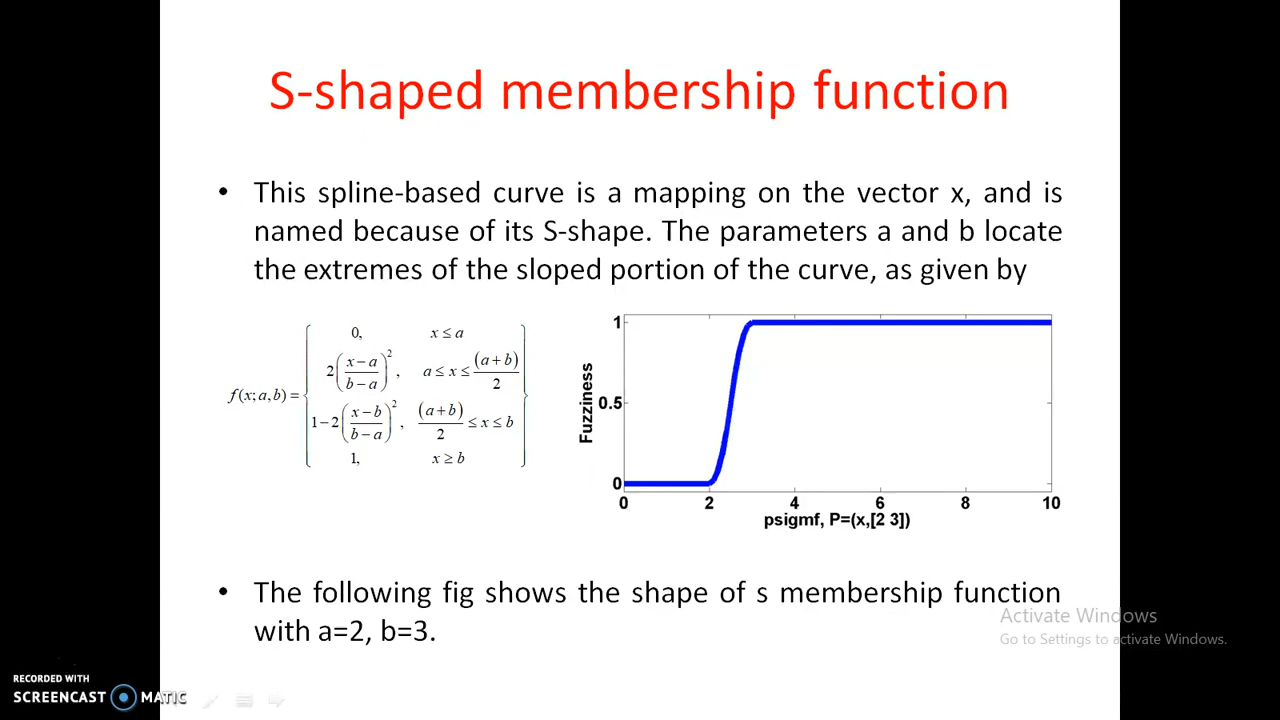 S-shaped membership function
• This spline-based curve is a mapping on the vector x, and is
named because of its S-shape. The parameters a and b locate
the extremes of the sloped portion of the curve, as given by
f(x;a,b) = { 0, x ≤ a
2((x−a)/(b−a))², a ≤ x ≤ (a+b)/2
1−2((x−b)/(b−a))², (a+b)/2 ≤ x ≤ b
1, x ≥ b }
Fuzziness
1
0.5
0
0 2 4 6 8 10
psigmf, P=(x,[2 3])
• The following fig shows the shape of s membership function
with a=2, b=3.
Activate Windows
Go to Settings to activate Windows.
RECORDED WITH
SCREENCAST MATIC